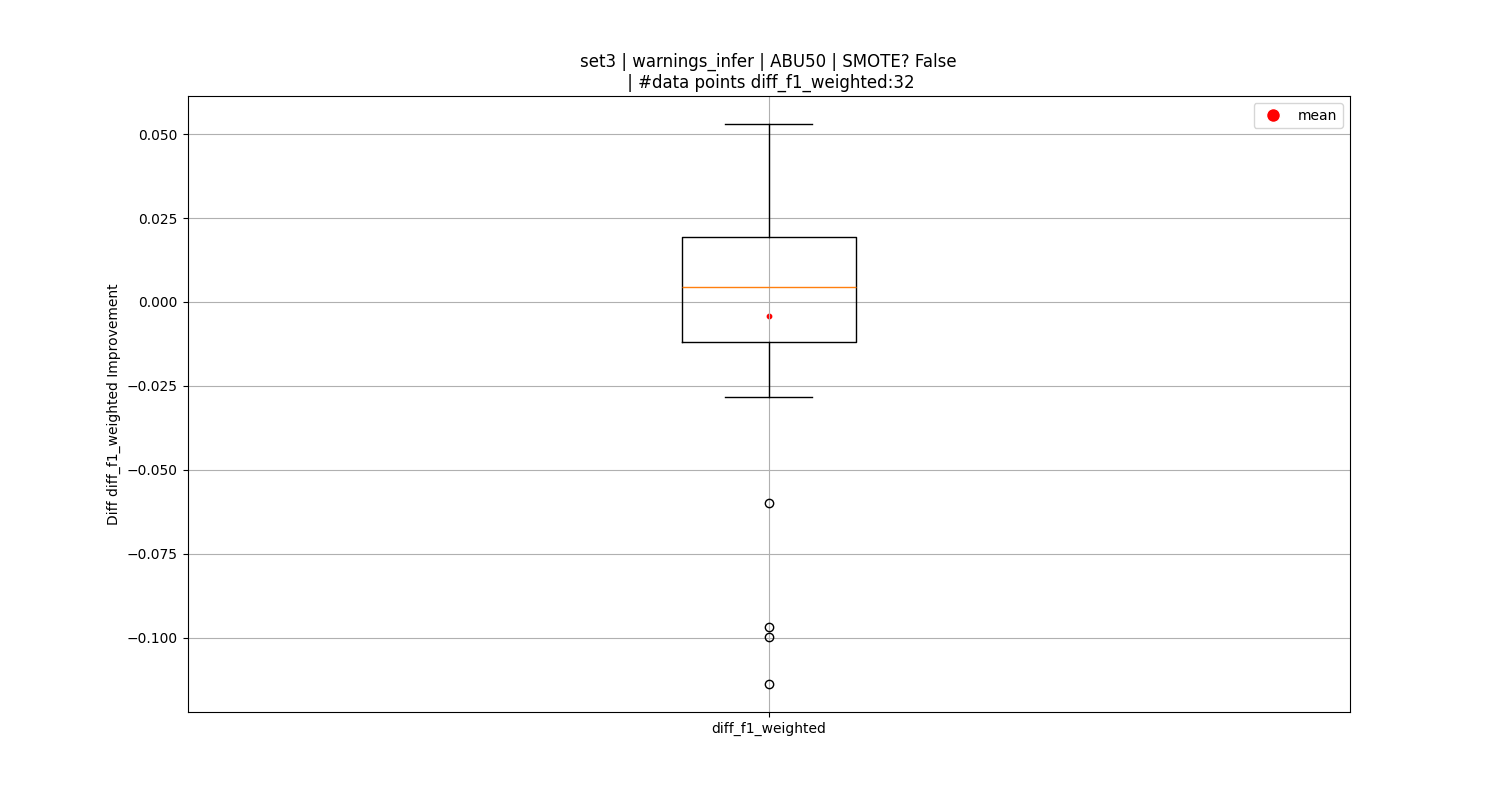 set3 | warnings_infer | ABU50 | SMOTE? False
| #data points diff_f1_weighted:32
mean
0.050
0.025
0.000
−0.025
−0.050
−0.075
−0.100
Diff diff_f1_weighted Improvement
diff_f1_weighted